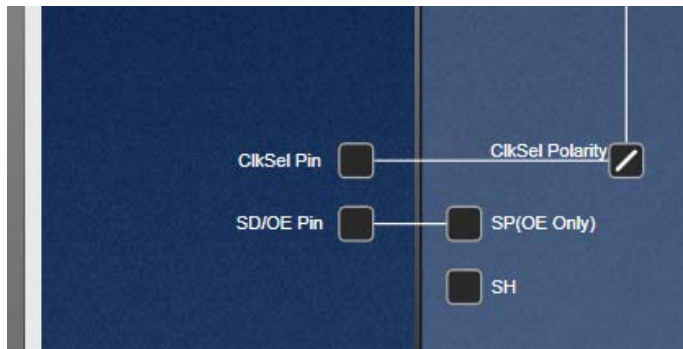 ClkSel Pin
ClkSel Polarity
SD/OE Pin
SP(OE Only)
SH